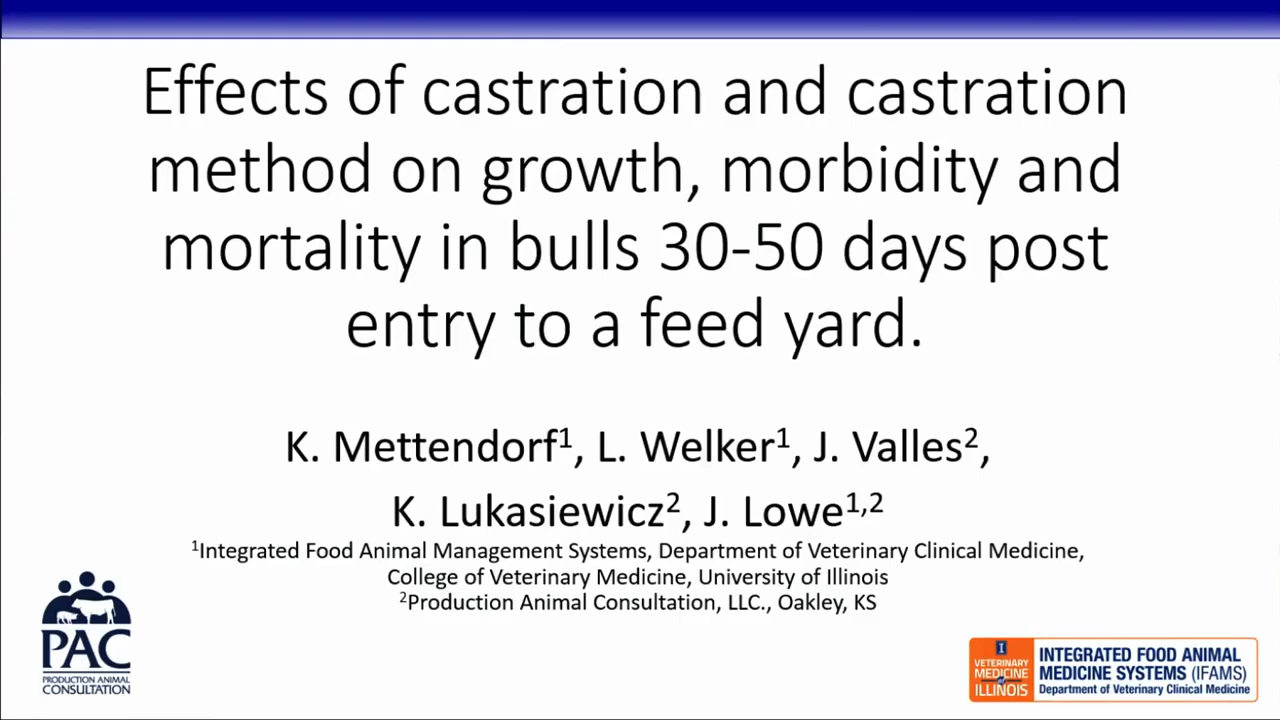 Effects of castration and castration
method on growth, morbidity and
mortality in bulls 30-50 days post
entry to a feed yard.
K. Mettendorf¹, L. Welker¹, J. Valles²,
K. Lukasiewicz², J. Lowe¹,²
¹Integrated Food Animal Management Systems, Department of Veterinary Clinical Medicine,
College of Veterinary Medicine, University of Illinois
²Production Animal Consultation, LLC., Oakley, KS
PAC
PRODUCTION ANIMAL
CONSULTATION
I
VETERINARY
MEDICINE
at
ILLINOIS
INTEGRATED FOOD ANIMAL
MEDICINE SYSTEMS (IFAMS)
Department of Veterinary Clinical Medicine